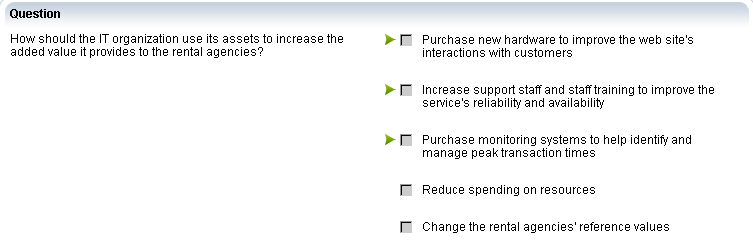 Question
How should the IT organization use its assets to increase the
added value it provides to the rental agencies?
Purchase new hardware to improve the web site's
interactions with customers
Increase support staff and staff training to improve the
service's reliability and availability
Purchase monitoring systems to help identify and
manage peak transaction times
Reduce spending on resources
Change the rental agencies' reference values